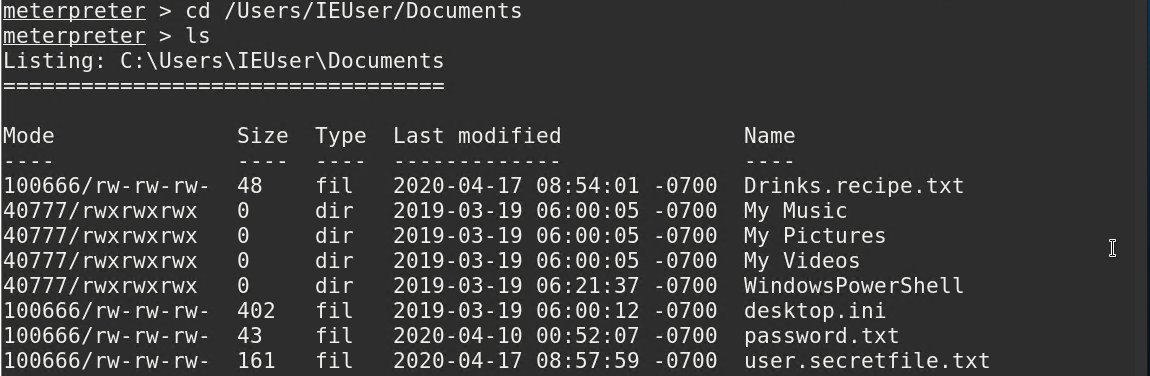 meterpreter > cd /Users/IEUser/Documents
meterpreter > ls
Listing: C:\Users\IEUser\Documents
==================================
Mode              Size  Type  Last modified              Name
----              ----  ----  -------------              ----
100666/rw-rw-rw-  48    fil   2020-04-17 08:54:01 -0700  Drinks.recipe.txt
40777/rwxrwxrwx   0     dir   2019-03-19 06:00:05 -0700  My Music
40777/rwxrwxrwx   0     dir   2019-03-19 06:00:05 -0700  My Pictures
40777/rwxrwxrwx   0     dir   2019-03-19 06:00:05 -0700  My Videos
40777/rwxrwxrwx   0     dir   2019-03-19 06:21:37 -0700  WindowsPowerShell
100666/rw-rw-rw-  402   fil   2019-03-19 06:00:12 -0700  desktop.ini
100666/rw-rw-rw-  43    fil   2020-04-10 00:52:07 -0700  password.txt
100666/rw-rw-rw-  161   fil   2020-04-17 08:57:59 -0700  user.secretfile.txt